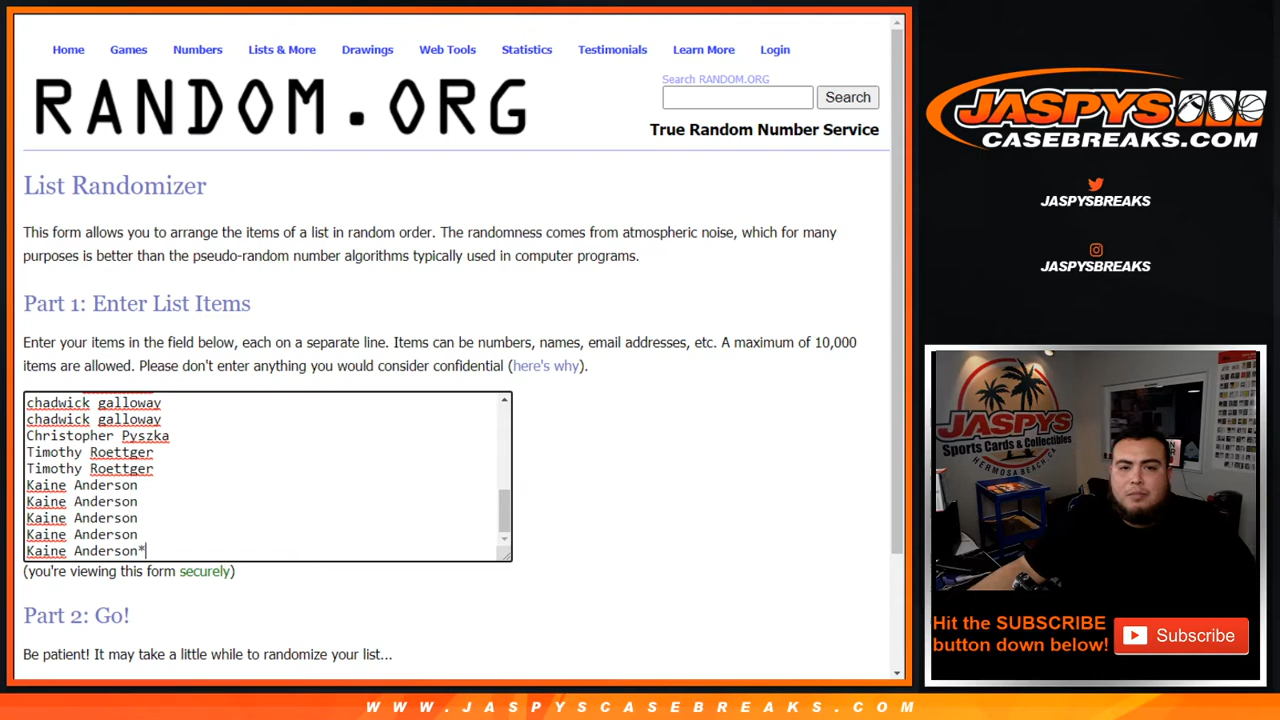 Home Games Numbers Lists & More Drawings Web Tools Statistics Testimonials Learn More Login
RANDOM.ORG
Search RANDOM.ORG
Search
True Random Number Service
List Randomizer
This form allows you to arrange the items of a list in random order. The randomness comes from atmospheric noise, which for many
purposes is better than the pseudo-random number algorithms typically used in computer programs.
Part 1: Enter List Items
Enter your items in the field below, each on a separate line. Items can be numbers, names, email addresses, etc. A maximum of 10,000
items are allowed. Please don't enter anything you would consider confidential (here's why).
chadwick galloway
chadwick galloway
Christopher Pyszka
Timothy Roettger
Timothy Roettger
Kaine Anderson
Kaine Anderson
Kaine Anderson
Kaine Anderson
Kaine Anderson*
(you're viewing this form securely)
Part 2: Go!
Be patient! It may take a little while to randomize your list...
JASPYS
CASEBREAKS.COM
JASPYSBREAKS
JASPYSBREAKS
JASPYS
Sports Cards & Collectibles
HERMOSA BEACH, CA
Hit the SUBSCRIBE
button down below!
Subscribe
WWW.JASPYSCASEBREAKS.COM